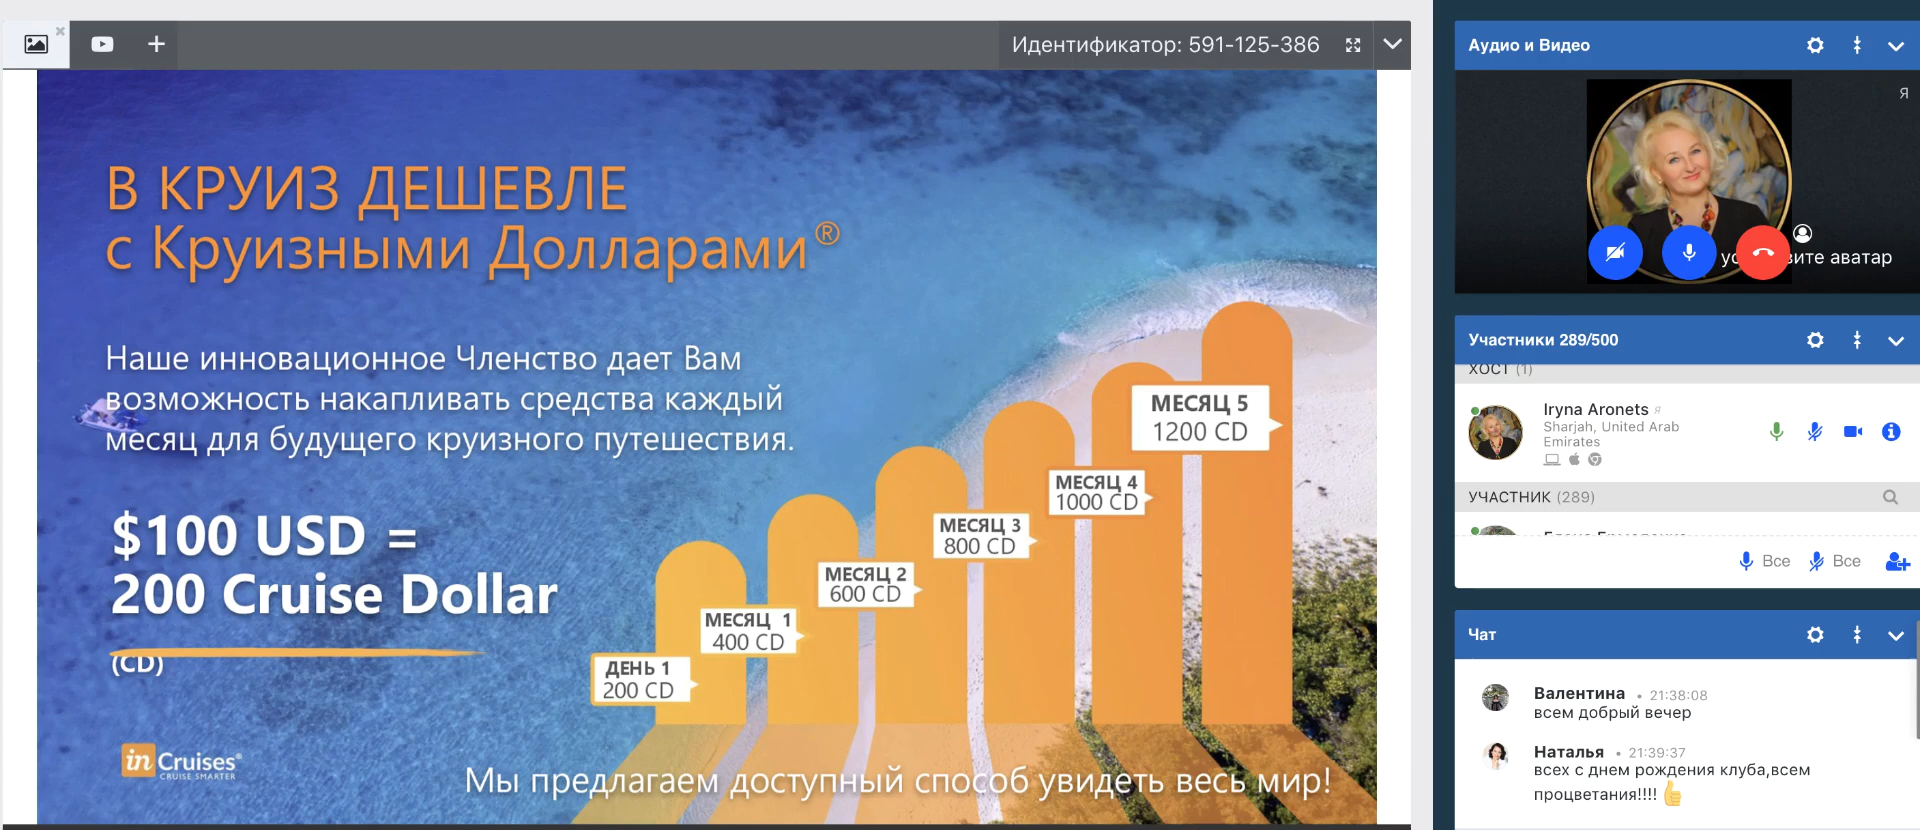 Идентификатор: 591-125-386
В КРУИЗ ДЕШЕВЛЕ
с Круизными Долларами®
Наше инновационное Членство дает Вам
возможность накапливать средства каждый
месяц для будущего круизного путешествия.
$100 USD =
200 Cruise Dollar
(CD)
ДЕНЬ 1
200 CD
МЕСЯЦ 1
400 CD
МЕСЯЦ 2
600 CD
МЕСЯЦ 3
800 CD
МЕСЯЦ 4
1000 CD
МЕСЯЦ 5
1200 CD
in Cruises®
CRUISE SMARTER
Мы предлагаем доступный способ увидеть весь мир!
Аудио и Видео
Я
аватар
Участники 289/500
ХОСТ (1)
Iryna Aronets Я
Sharjah, United Arab
Emirates
УЧАСТНИК (289)
Все Все
Чат
Валентина • 21:38:08
всем добрый вечер
Наталья • 21:39:37
всех с днем рождения клуба,всем
процветания!!!! 👍